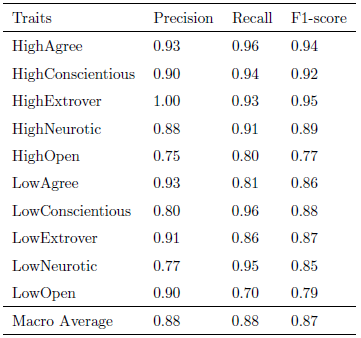 Traits Precision Recall F1-score
HighAgree 0.93 0.96 0.94
HighConscientious 0.90 0.94 0.92
HighExtrover 1.00 0.93 0.95
HighNeurotic 0.88 0.91 0.89
HighOpen 0.75 0.80 0.77
LowAgree 0.93 0.81 0.86
LowConscientious 0.80 0.96 0.88
LowExtrover 0.91 0.86 0.87
LowNeurotic 0.77 0.95 0.85
LowOpen 0.90 0.70 0.79
Macro Average 0.88 0.88 0.87